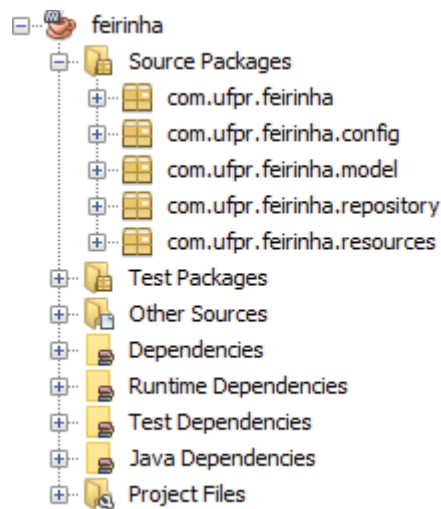 feirinha
Source Packages
com.ufpr.feirinha
com.ufpr.feirinha.config
com.ufpr.feirinha.model
com.ufpr.feirinha.repository
com.ufpr.feirinha.resources
Test Packages
Other Sources
Dependencies
Runtime Dependencies
Test Dependencies
Java Dependencies
Project Files